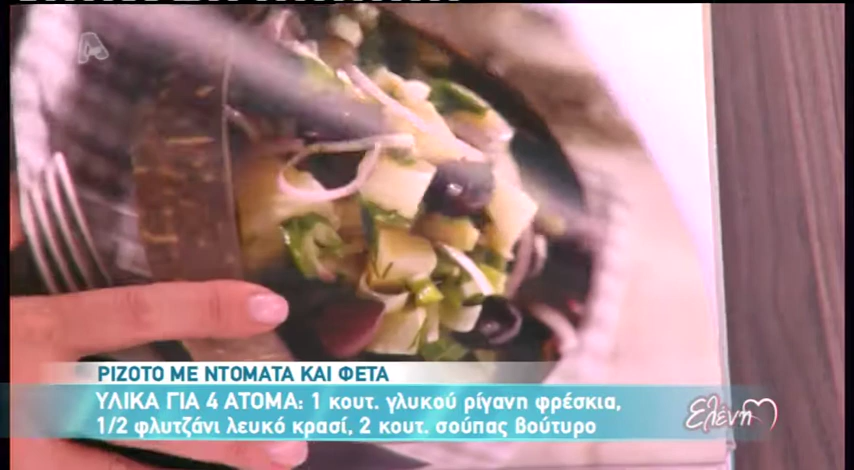 ΡΙΖΟΤΟ ΜΕ ΝΤΟΜΑΤΑ ΚΑΙ ΦΕΤΑ
ΥΛΙΚΑ ΓΙΑ 4 ΑΤΟΜΑ: 1 κουτ. γλυκού ρίγανη φρέσκια,
1/2 φλυτζάνι λευκό κρασί, 2 κουτ. σούπας βούτυρο
Ελένη